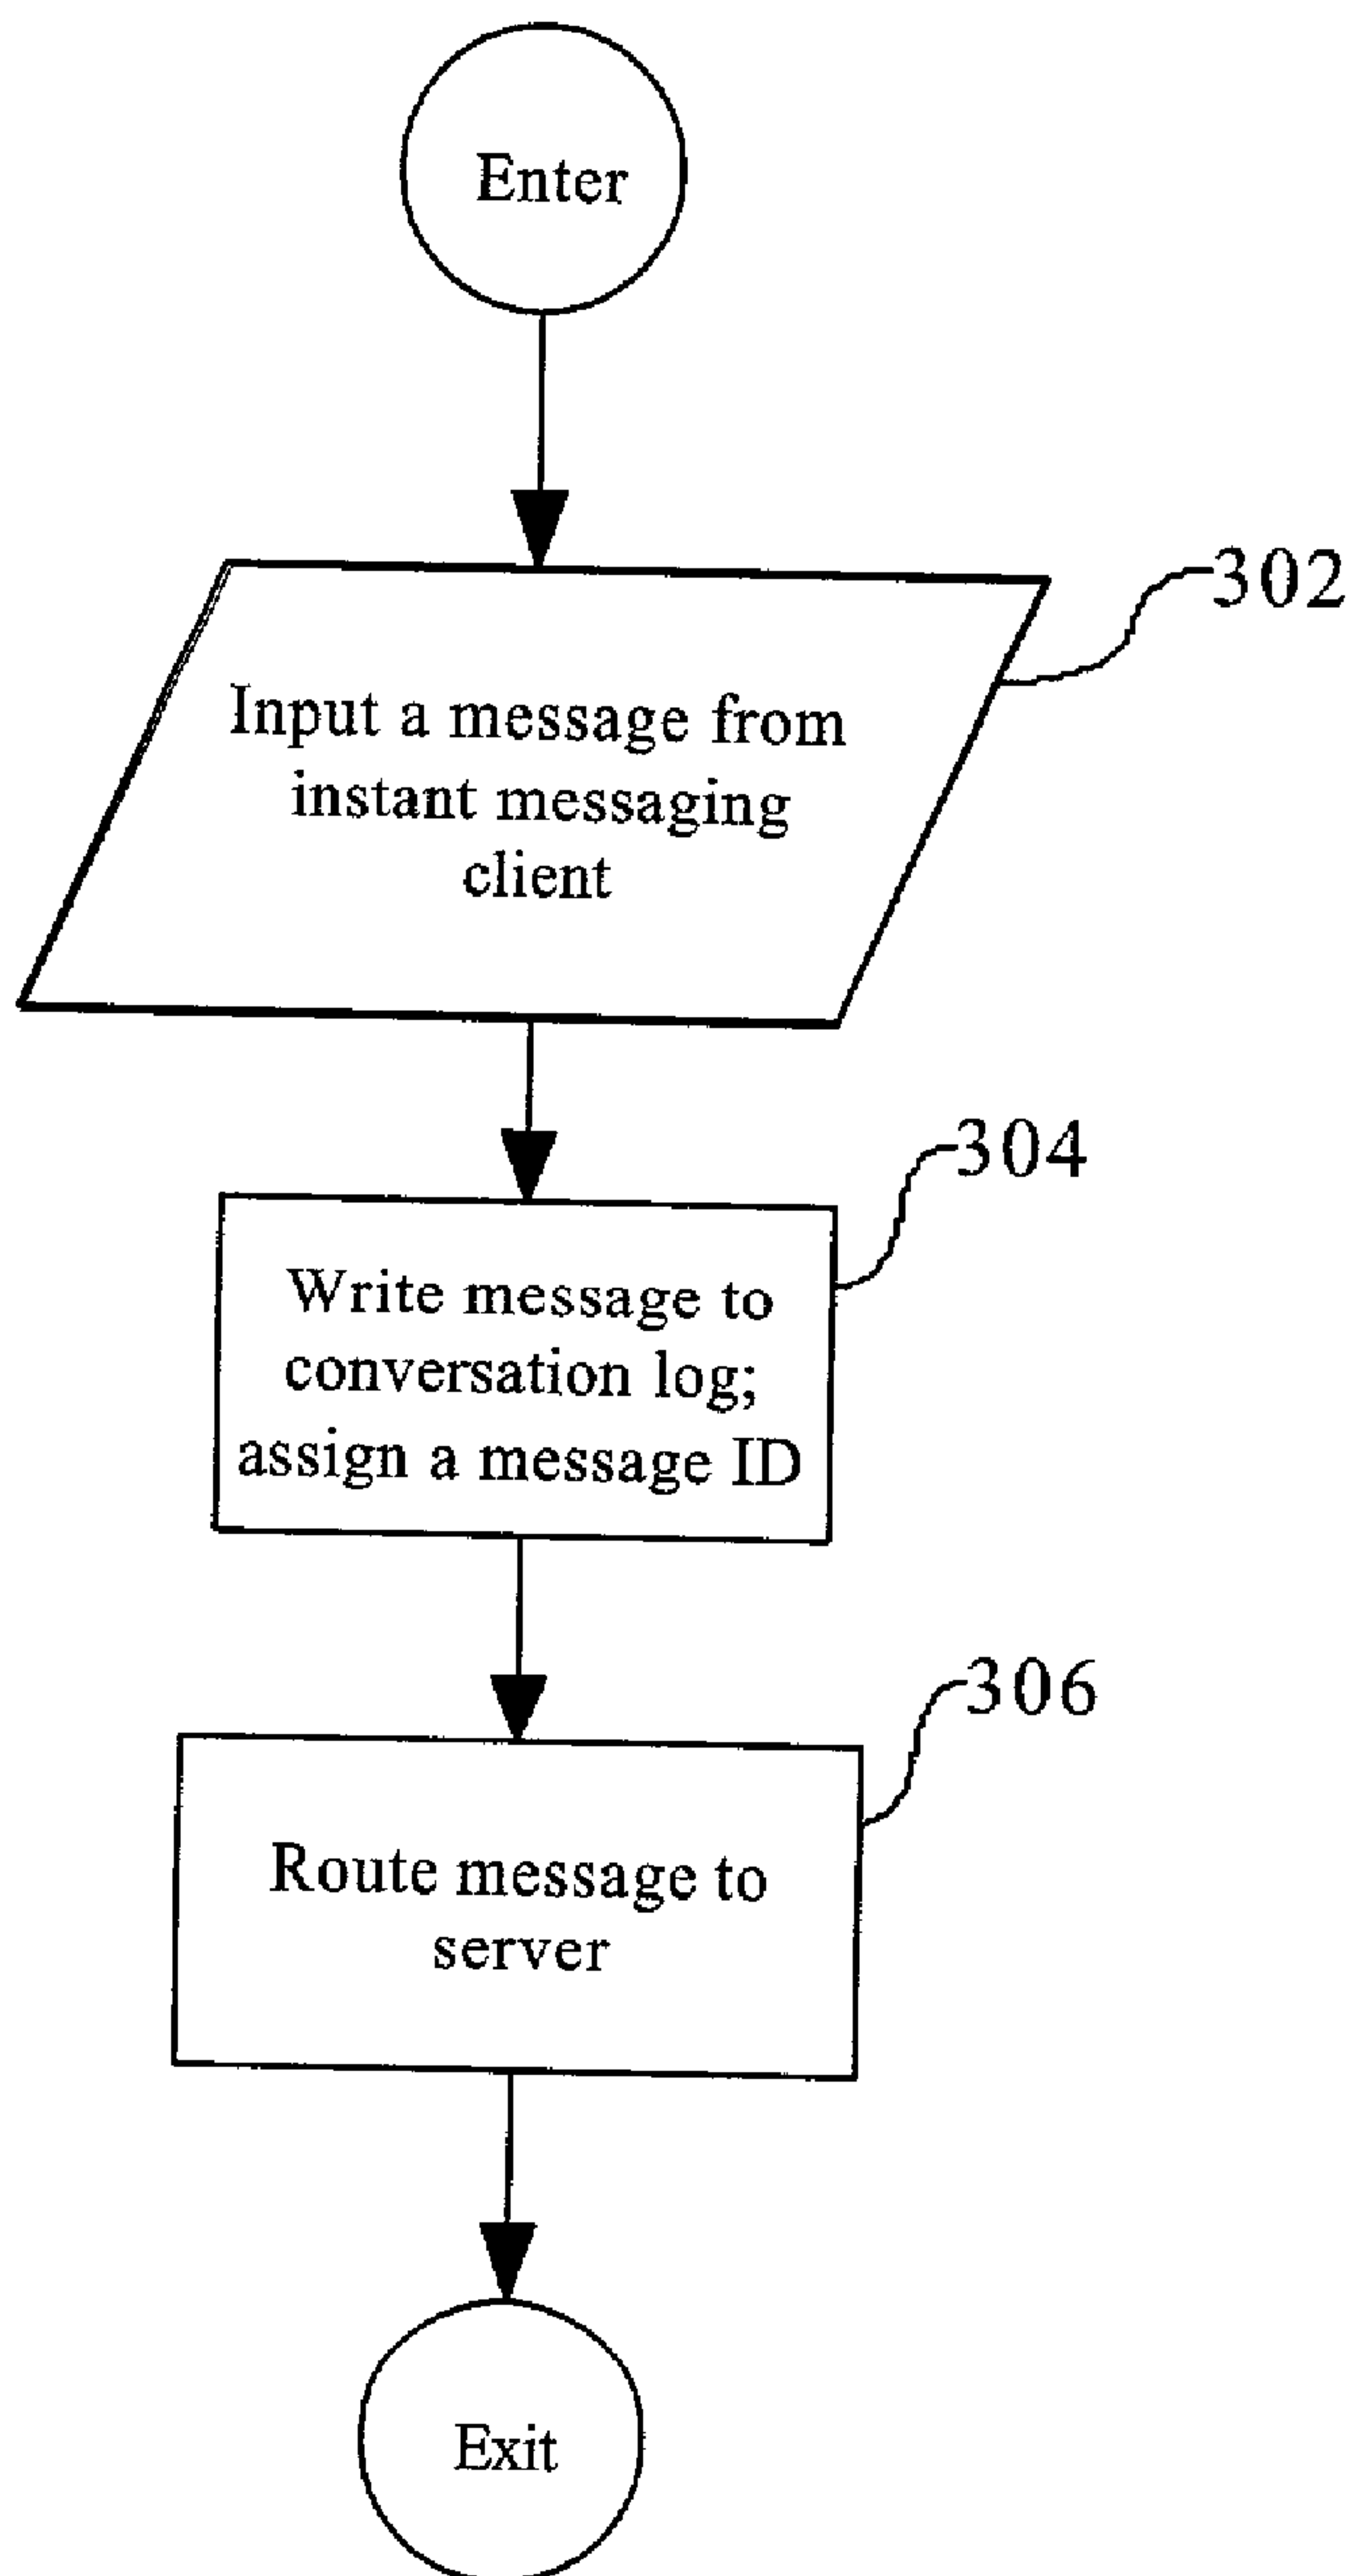 Enter
302
Input a message from
instant messaging
client
304
Write message to
conversation log;
assign a message ID
306
Route message to
server
Exit